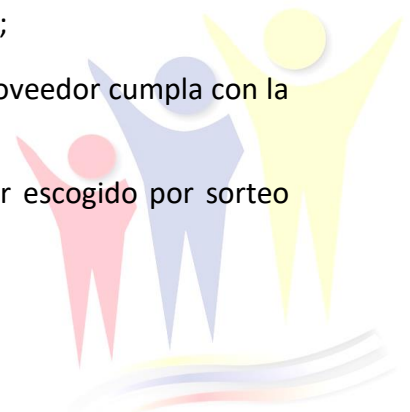 ;
oveedor cumpla con la
r escogido por sorteo